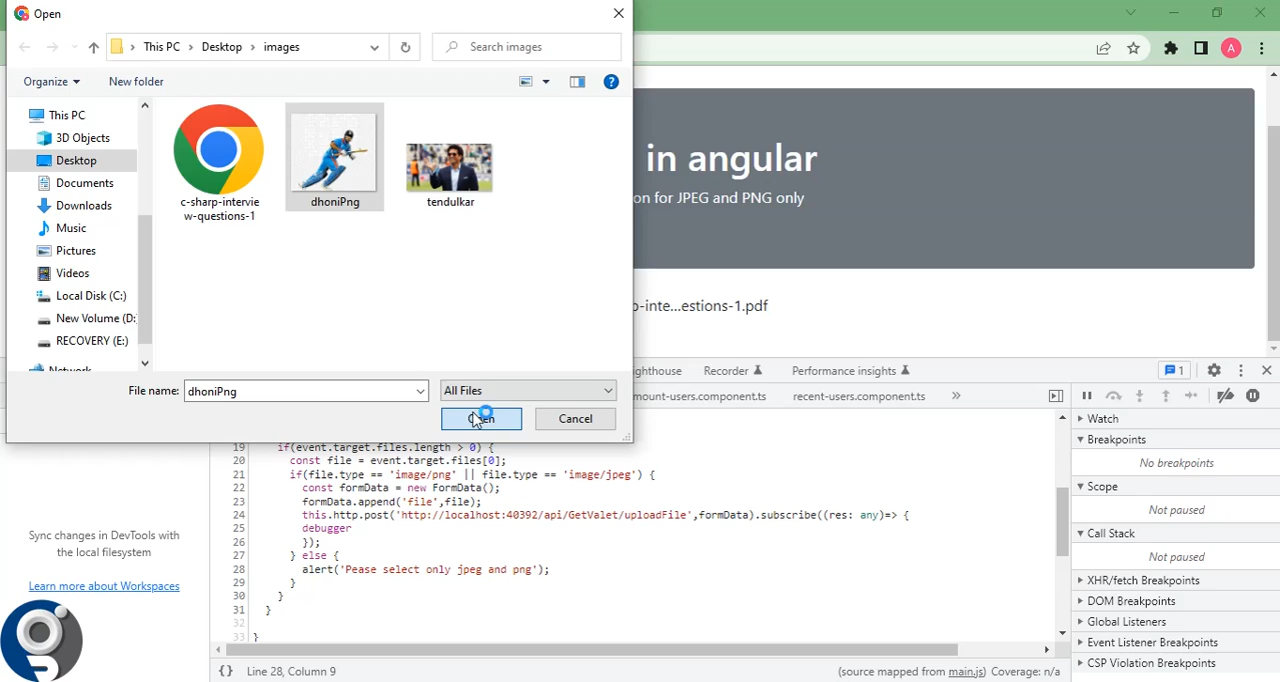 Open
A
This PC
Desktop
images
Search images
Organize
New folder
?
This PC
3D Objects
Desktop
Documents
Downloads
Music
Pictures
Videos
Local Disk (C:)
New Volume (D:
RECOVERY (E:)
c-sharp-intervie
w-questions-1
dhoniPng
tendulkar
File name:
dhoniPng
All Files
Cancel
in angular
on for JPEG and PNG only
p-inte...estions-1.pdf
ghthouse
Recorder
Performance insights
1
mount-users.component.ts
recent-users.component.ts
19 if(event.target.files.length > 0) {
20 const file = event.target.files[0];
21 if(file.type == 'image/png' || file.type == 'image/jpeg') {
22 const formData = new FormData();
23 formData.append('file',file);
24 this.http.post('http://localhost:40392/api/GetValet/uploadFile',formData).subscribe((res: any)=> {
25 debugger
26 });
27 } else {
28 alert('Pease select only jpeg and png');
29 }
30 }
31 }
32
33 }
{} Line 28, Column 9
(source mapped from main.js) Coverage: n/a
Sync changes in DevTools with
the local filesystem
Learn more about Workspaces
Watch
Breakpoints
No breakpoints
Scope
Not paused
Call Stack
Not paused
XHR/fetch Breakpoints
DOM Breakpoints
Global Listeners
Event Listener Breakpoints
CSP Violation Breakpoints